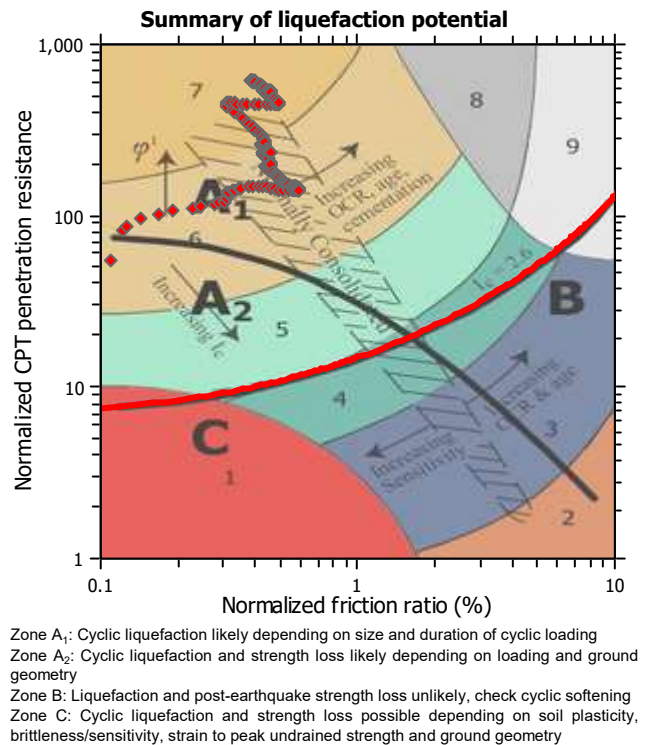 Summary of liquefaction potential
1,000
7
8
9
φ'
Increasing
OCR, age,
cementation
A1
100
Normally Consolidated
6
Ic = 2.6
A2
B
Increasing Ic
5
10
4
Increasing
OCR & age
C
3
Increasing
Sensitivity
1
2
1
0.1
1
10
Normalized CPT penetration resistance
Normalized friction ratio (%)
Zone A1: Cyclic liquefaction likely depending on size and duration of cyclic loading
Zone A2: Cyclic liquefaction and strength loss likely depending on loading and ground
geometry
Zone B: Liquefaction and post-earthquake strength loss unlikely, check cyclic softening
Zone C: Cyclic liquefaction and strength loss possible depending on soil plasticity,
brittleness/sensitivity, strain to peak undrained strength and ground geometry